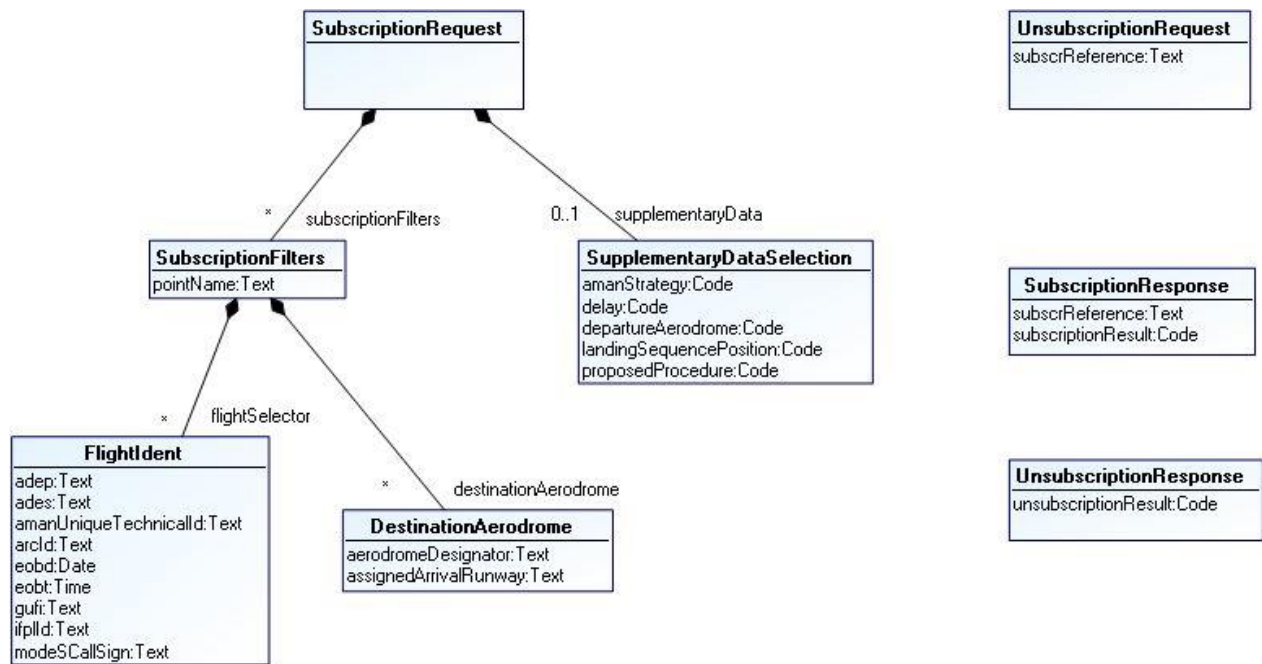 SubscriptionRequest
UnsubscriptionRequest
subscrReference:Text
* subscriptionFilters
0..1 supplementaryData
SubscriptionFilters
pointName:Text
SupplementaryDataSelection
amanStrategy:Code
delay:Code
departureAerodrome:Code
landingSequencePosition:Code
proposedProcedure:Code
SubscriptionResponse
subscrReference:Text
subscriptionResult:Code
* flightSelector
FlightIdent
adep:Text
ades:Text
amanUniqueTechnicalId:Text
arcId:Text
eobd:Date
eobt:Time
gufi:Text
ifplId:Text
modeSCallSign:Text
* destinationAerodrome
DestinationAerodrome
aerodromeDesignator:Text
assignedArrivalRunway:Text
UnsubscriptionResponse
unsubscriptionResult:Code